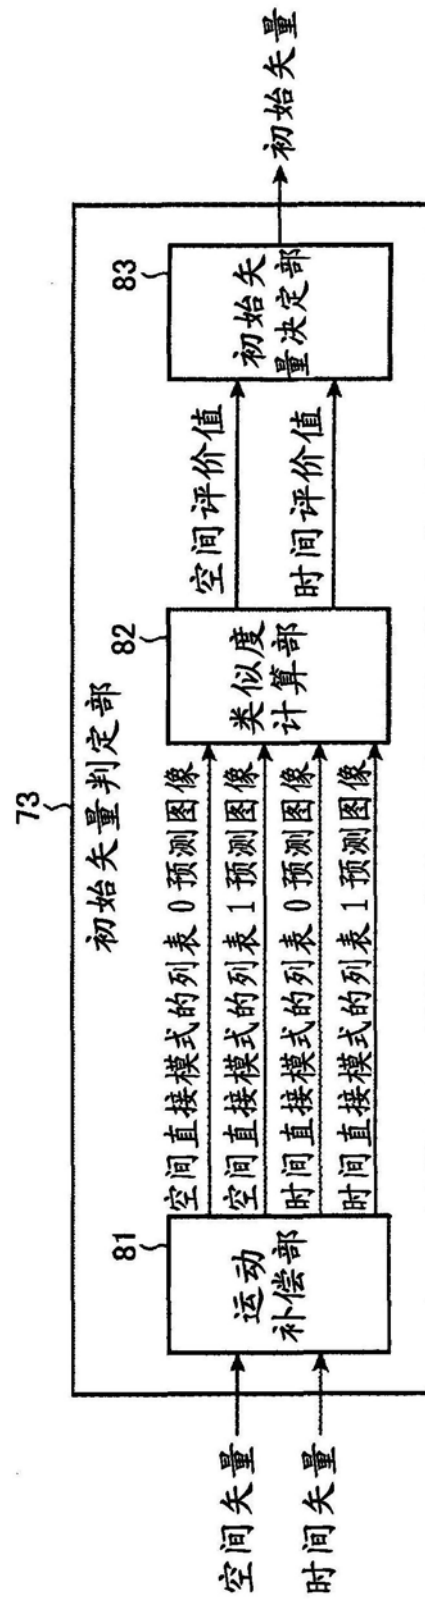 73
初始矢量判定部
空间矢量
时间矢量
81
运动
补偿部
空间直接模式的列表0预测图像
空间直接模式的列表1预测图像
时间直接模式的列表0预测图像
时间直接模式的列表1预测图像
82
类似度
计算部
空间评价值
时间评价值
83
初始矢
量决定部
初始矢量